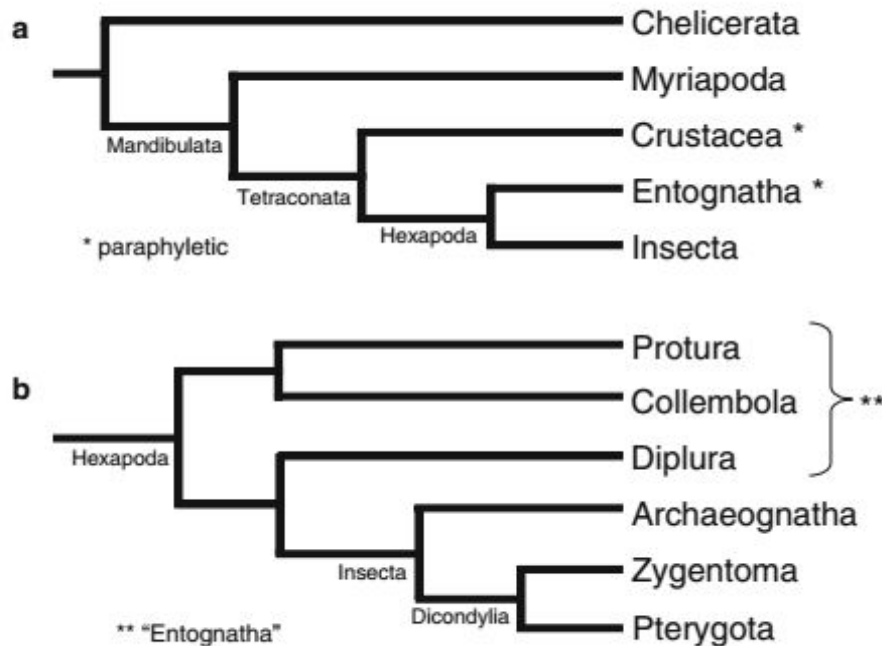 a
Chelicerata
Myriapoda
Mandibulata
Crustacea *
Tetraconata
Entognatha *
Hexapoda
* paraphyletic
Insecta
b
Protura
Collembola
**
Hexapoda
Diplura
Archaeognatha
Insecta
Zygentoma
Dicondylia
** “Entognatha”
Pterygota